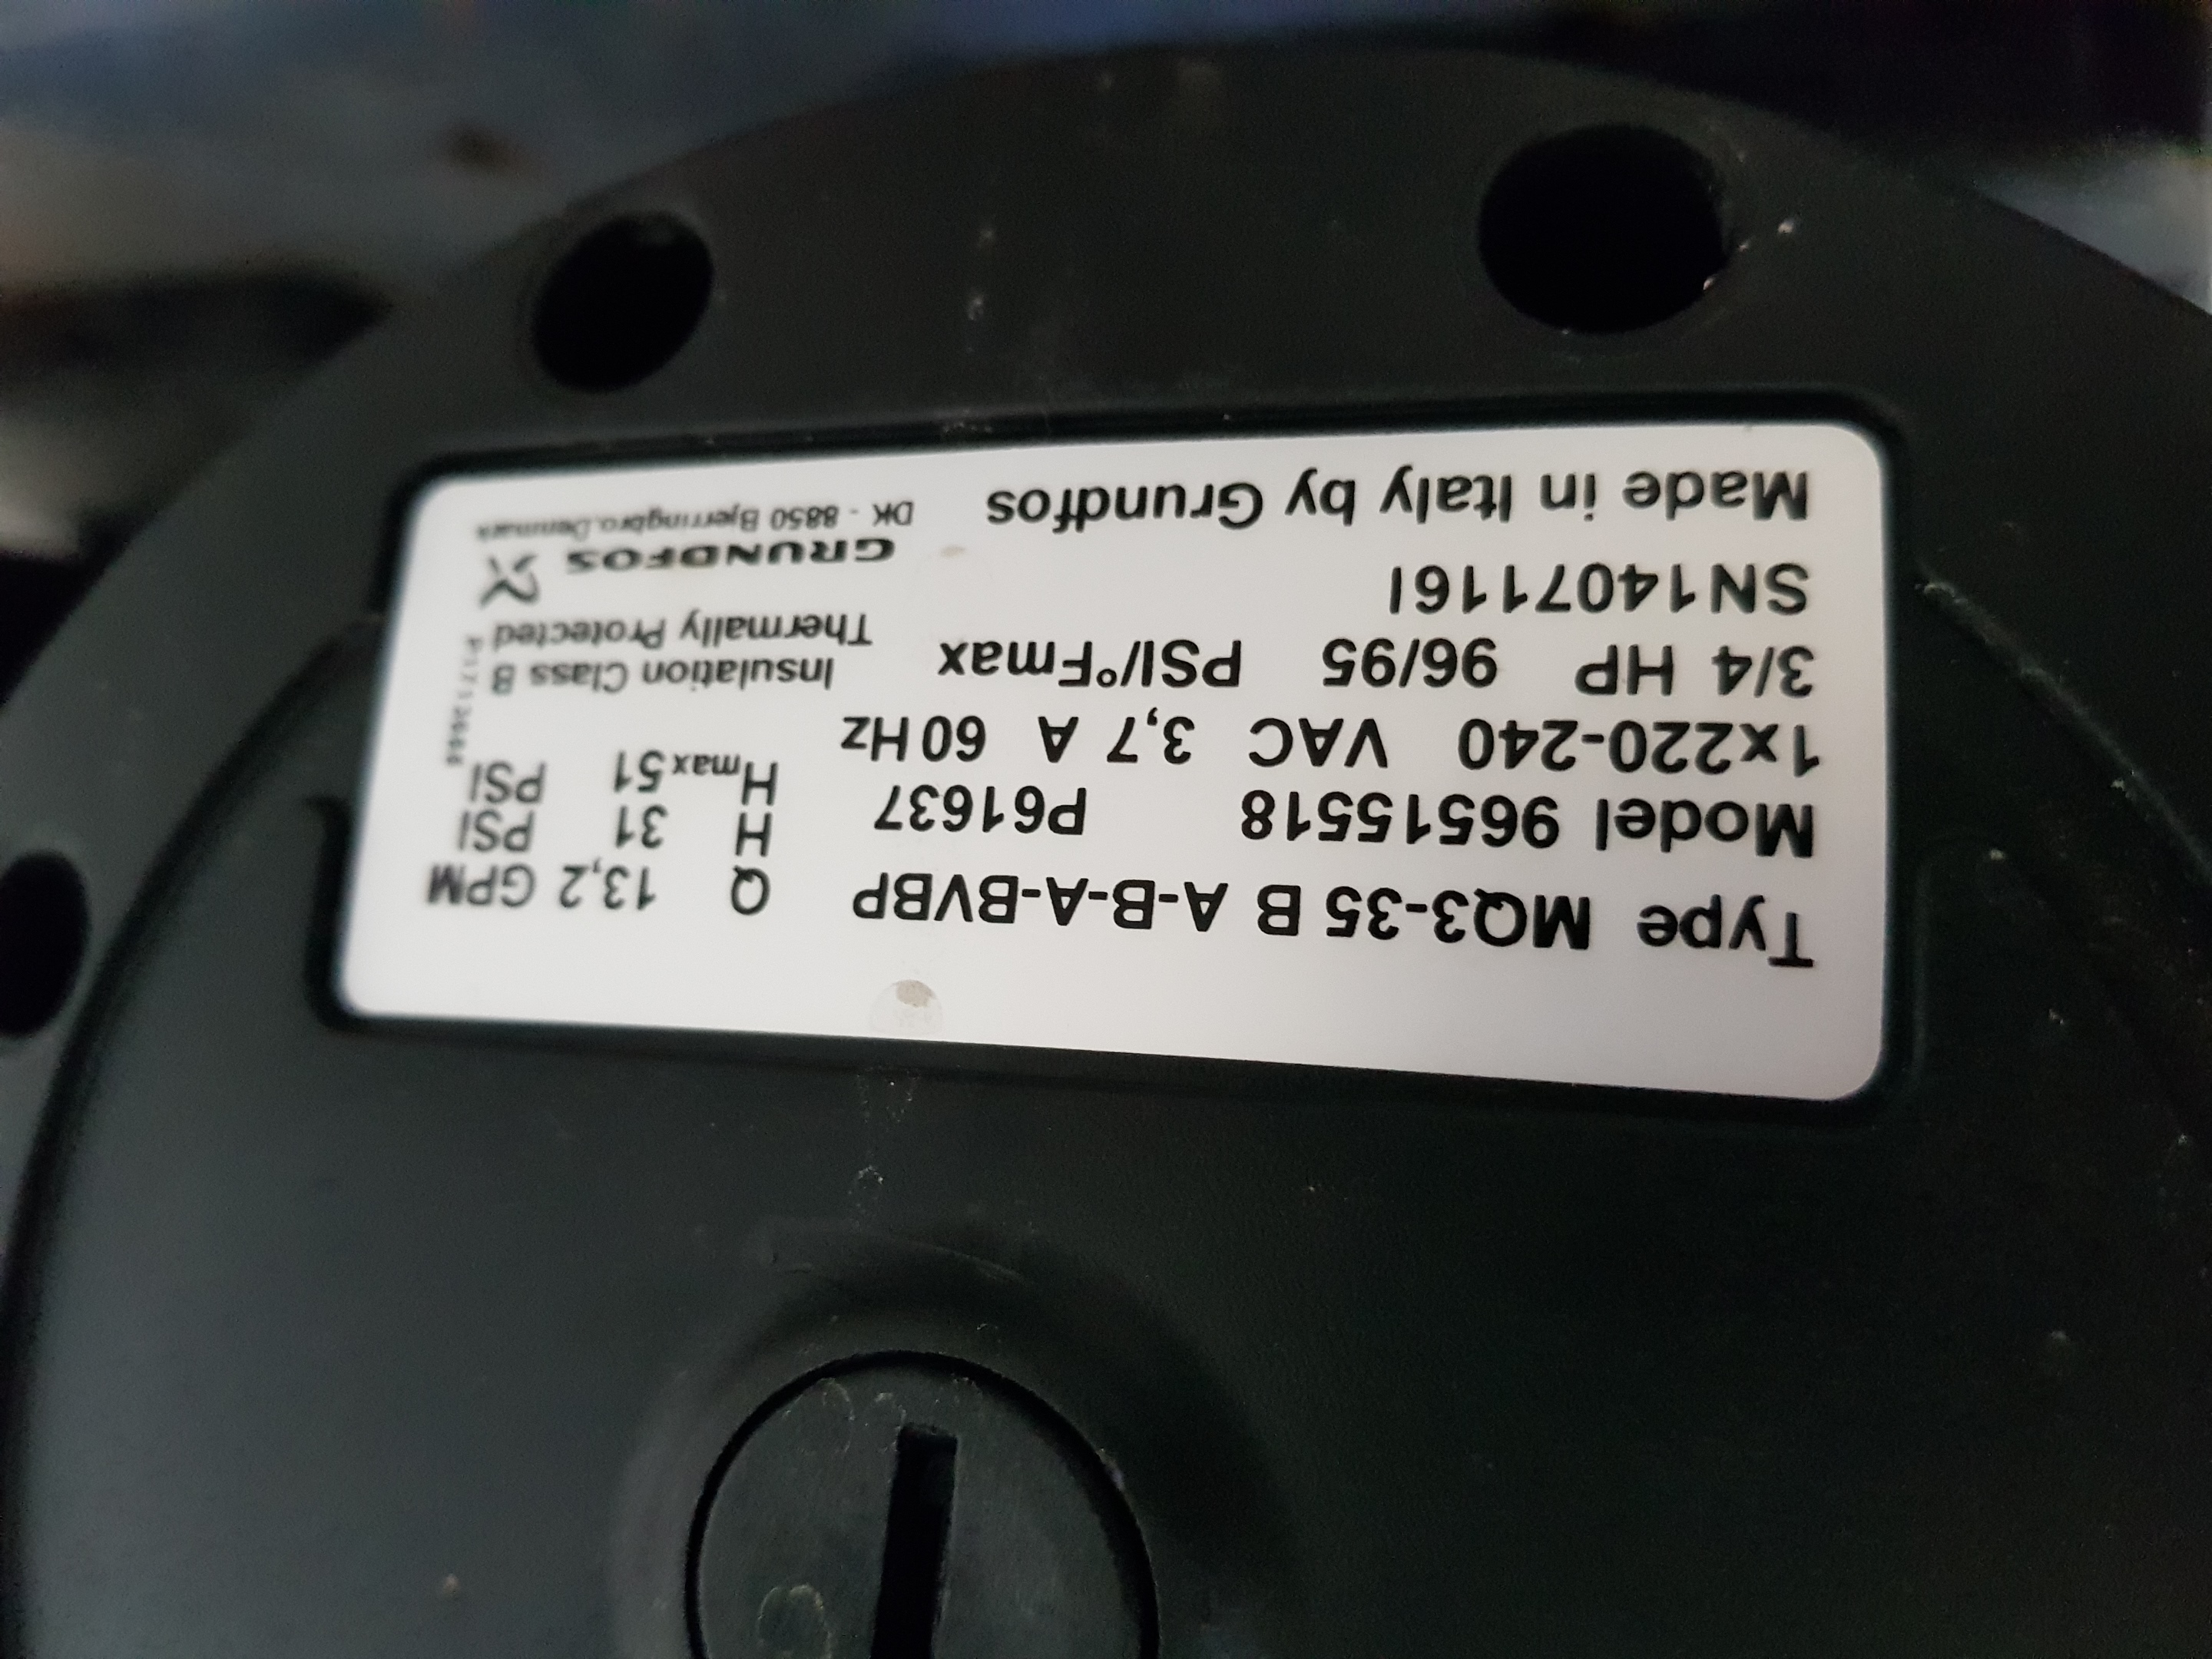 Type MQ3-35 B A-B-A-BVBP
Model 96515518 P61637
1x220-240 VAC 3,7 A 60Hz
3/4 HP 96/95 PSI/°Fmax
SN14071161
Made in Italy by Grundfos
Q 13,2 GPM
H 31 PSI
Hmax 51 PSI
Insulation Class B
Thermally Protected
GRUNDFOS
DK - 8850 Bjerringbro.Denmark